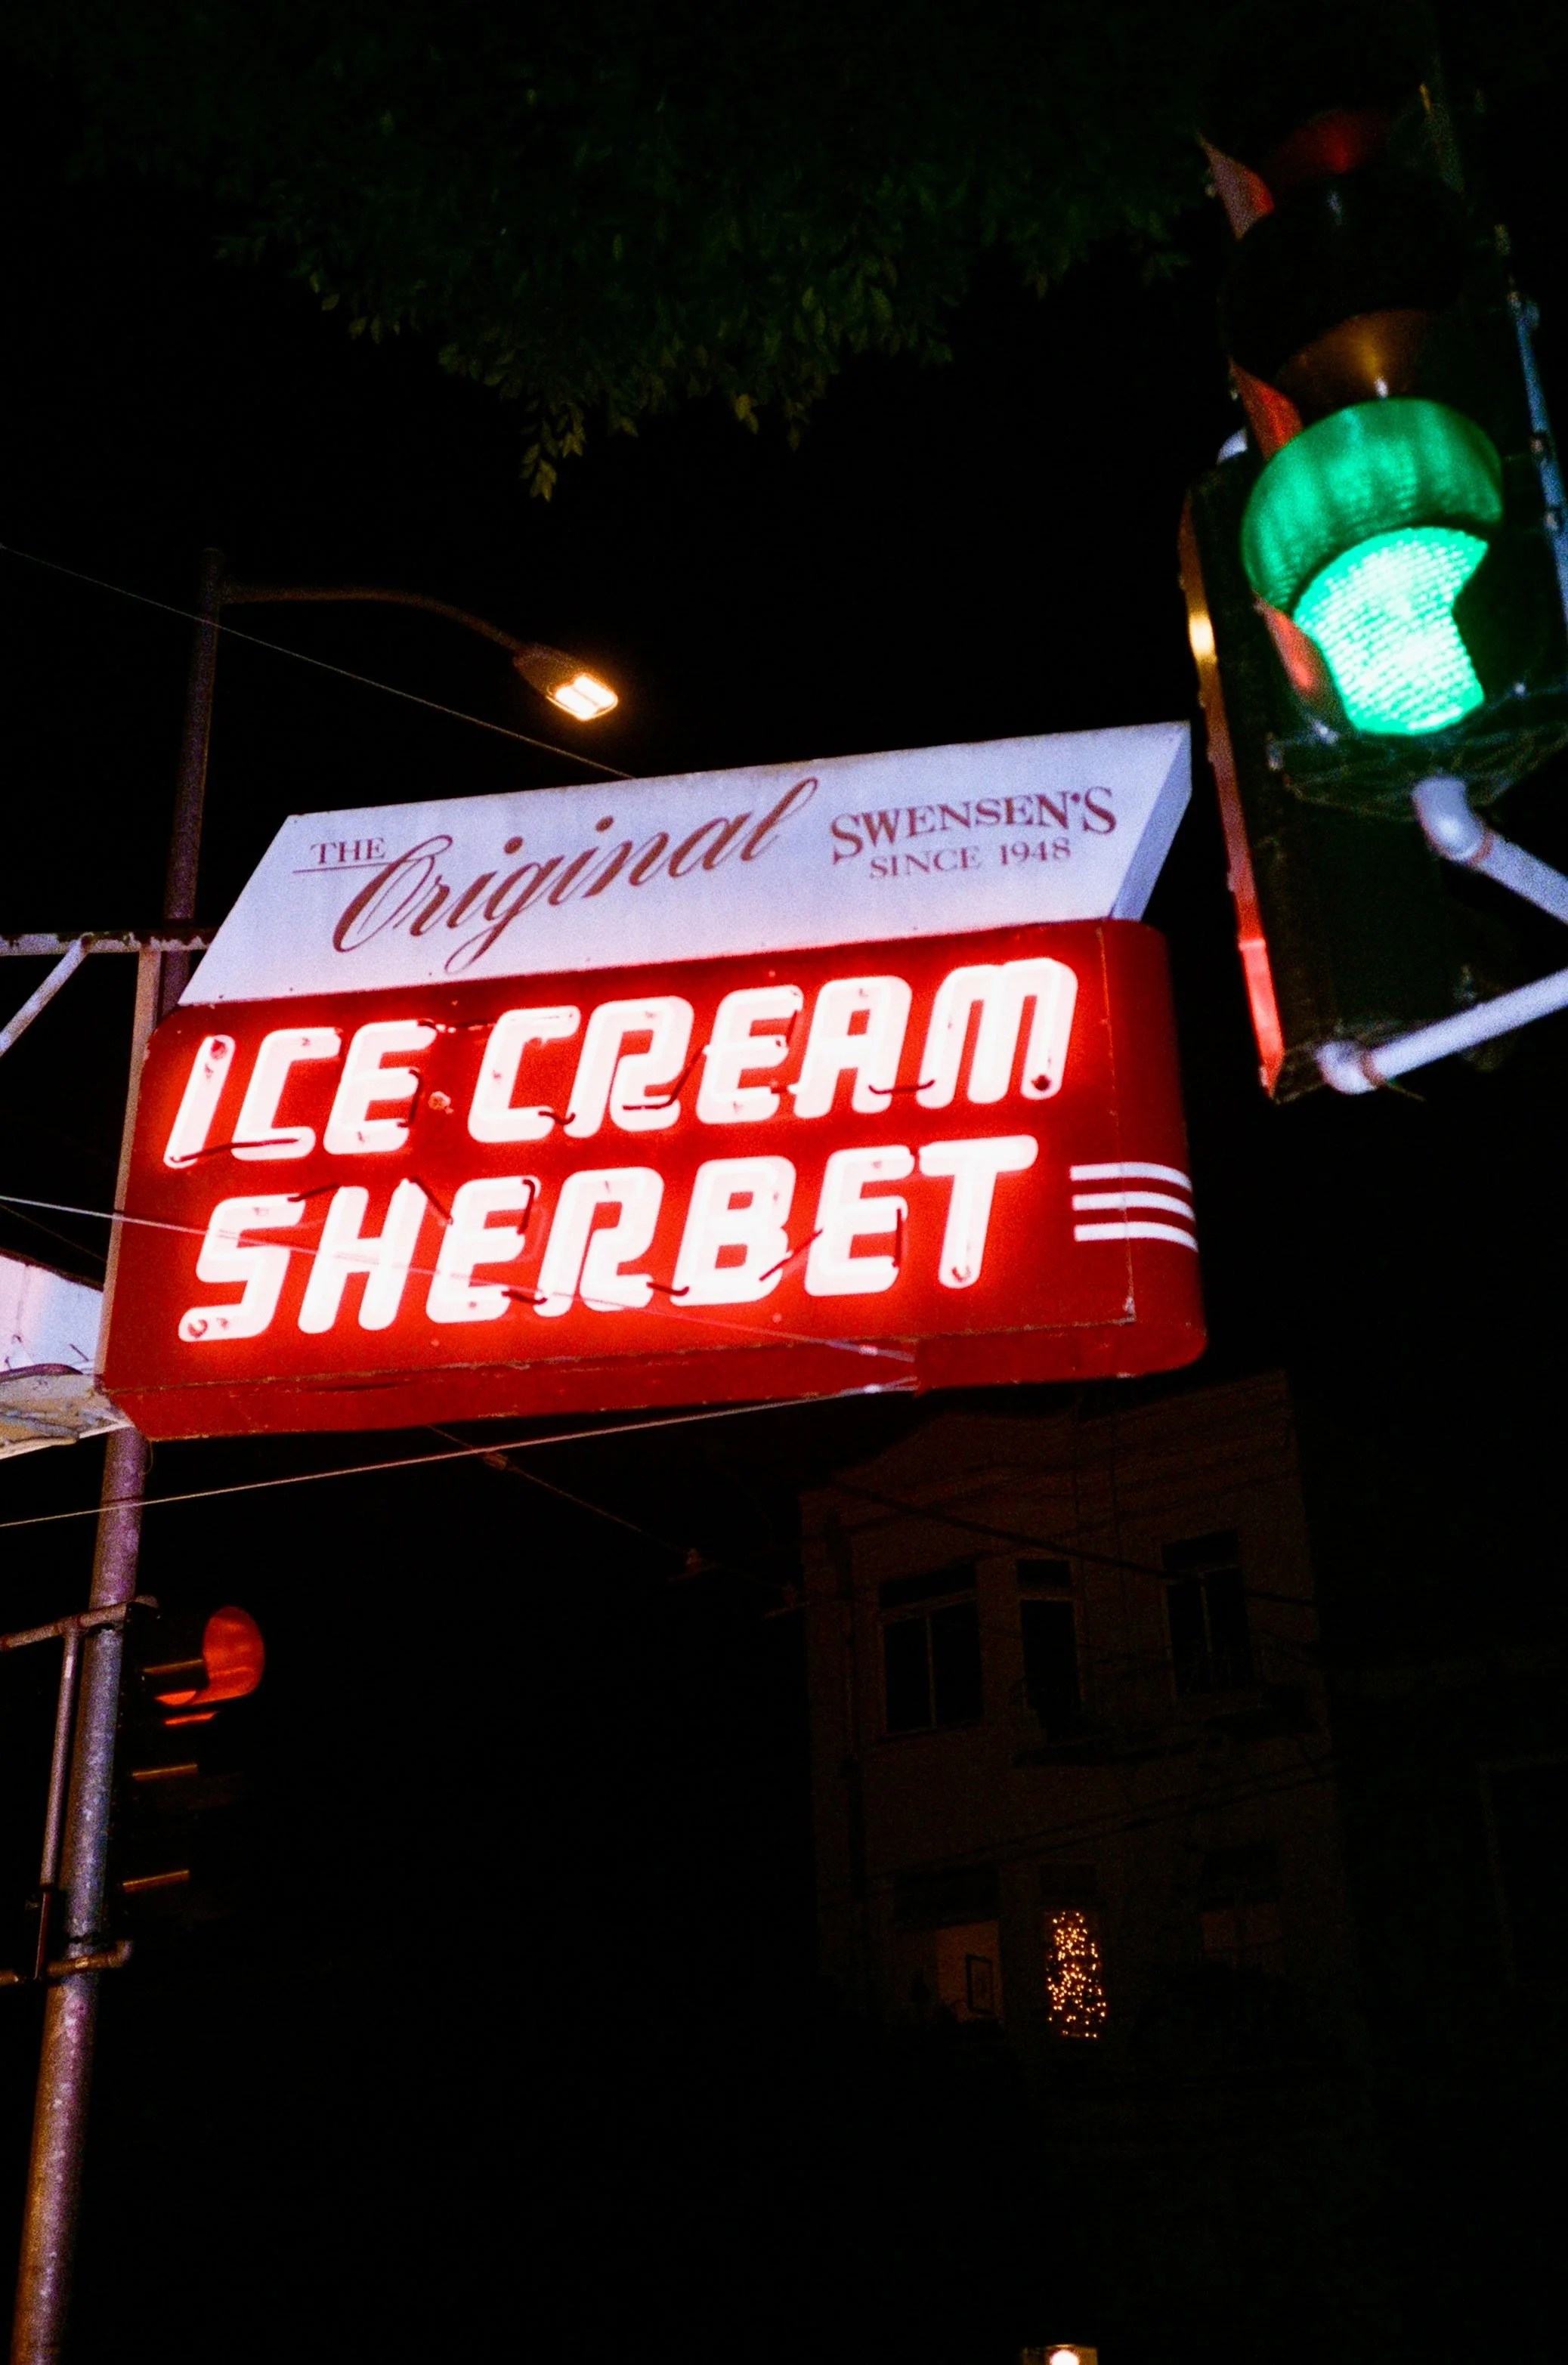 THE Original SWENSEN'S
SINCE 1948
ICE CREAM
SHERBET